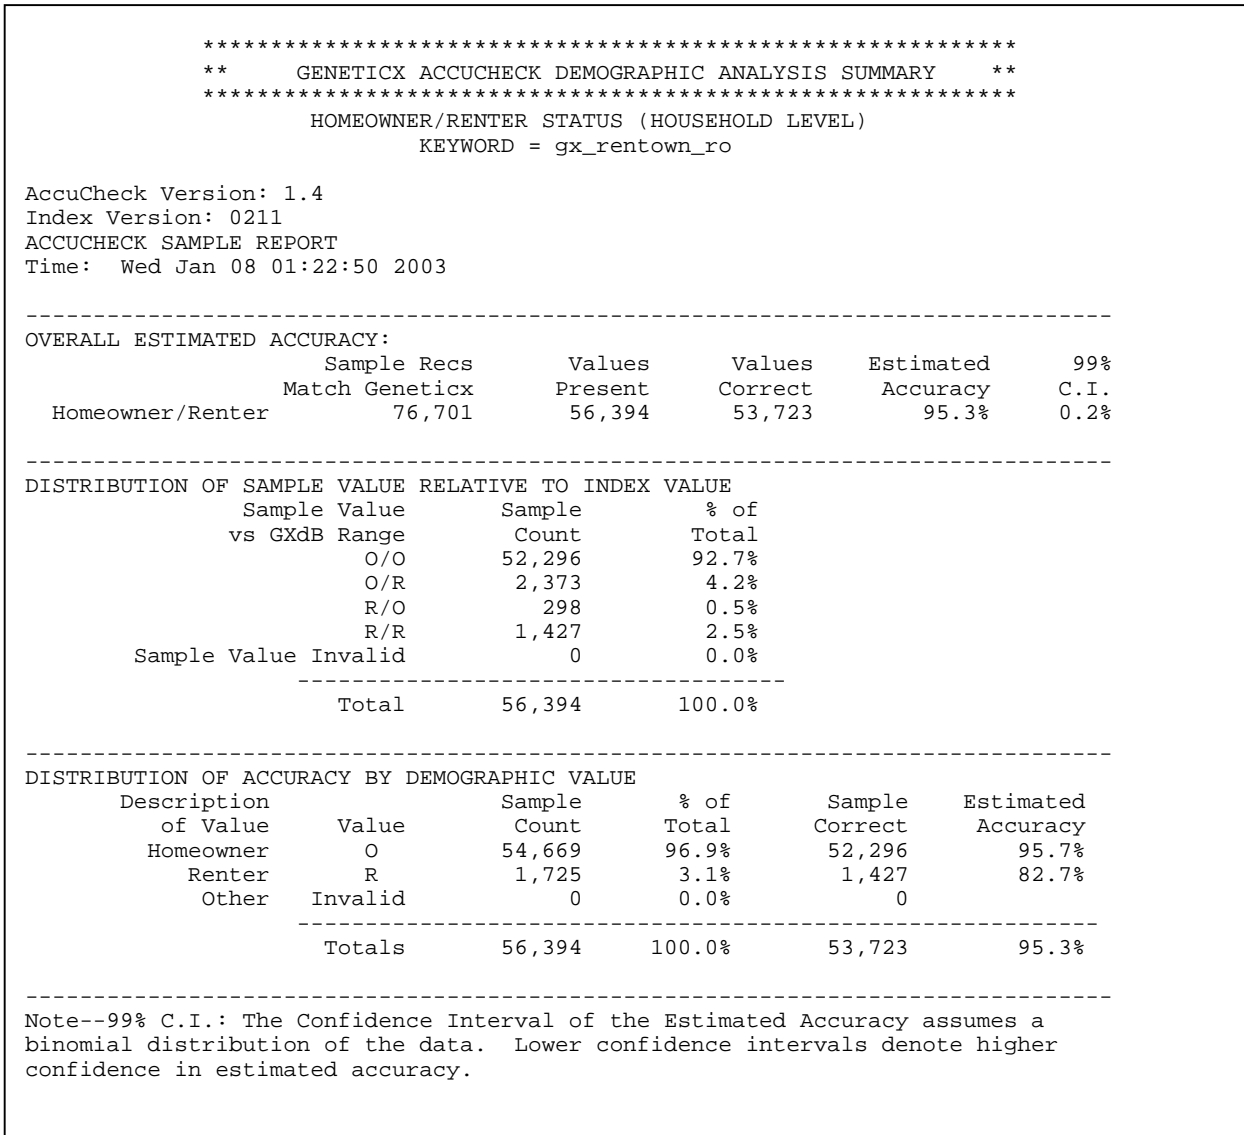 ************************************************************
** GENETICX ACCUCHECK DEMOGRAPHIC ANALYSIS SUMMARY **
************************************************************
HOMEOWNER/RENTER STATUS (HOUSEHOLD LEVEL)
KEYWORD = gx_rentown_ro
AccuCheck Version: 1.4
Index Version: 0211
ACCUCHECK SAMPLE REPORT
Time: Wed Jan 08 01:22:50 2003
--------------------------------------------------------------------------------
OVERALL ESTIMATED ACCURACY:
Sample Recs Values Values Estimated 99%
Match Geneticx Present Correct Accuracy C.I.
Homeowner/Renter 76,701 56,394 53,723 95.3% 0.2%
--------------------------------------------------------------------------------
DISTRIBUTION OF SAMPLE VALUE RELATIVE TO INDEX VALUE
Sample Value Sample % of
vs GXdB Range Count Total
O/O 52,296 92.7%
O/R 2,373 4.2%
R/O 298 0.5%
R/R 1,427 2.5%
Sample Value Invalid 0 0.0%
------------------------------------
Total 56,394 100.0%
--------------------------------------------------------------------------------
DISTRIBUTION OF ACCURACY BY DEMOGRAPHIC VALUE
Description Sample % of Sample Estimated
of Value Value Count Total Correct Accuracy
Homeowner O 54,669 96.9% 52,296 95.7%
Renter R 1,725 3.1% 1,427 82.7%
Other Invalid 0 0.0% 0
-----------------------------------------------------------
Totals 56,394 100.0% 53,723 95.3%
--------------------------------------------------------------------------------
Note--99% C.I.: The Confidence Interval of the Estimated Accuracy assumes a
binomial distribution of the data. Lower confidence intervals denote higher
confidence in estimated accuracy.